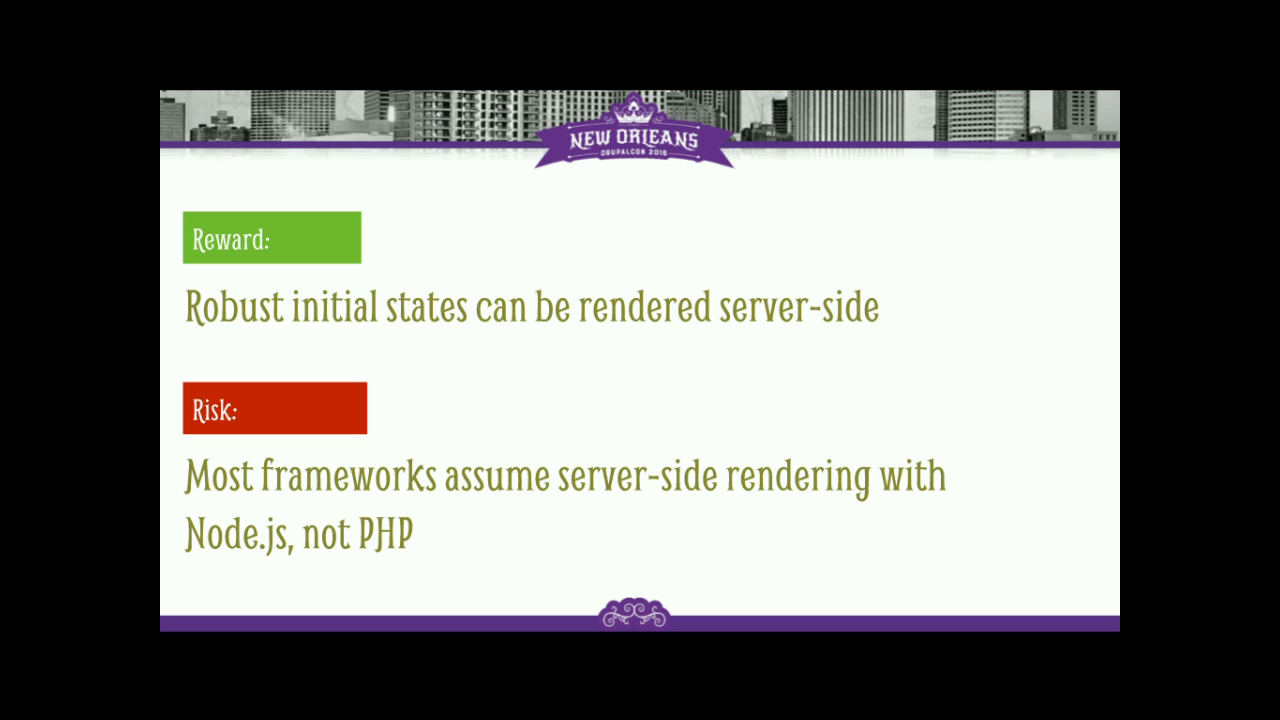 NEW ORLEANS
DRUPALCON 2016
Reward:
Robust initial states can be rendered server-side
Risk:
Most frameworks assume server-side rendering with
Node.js, not PHP